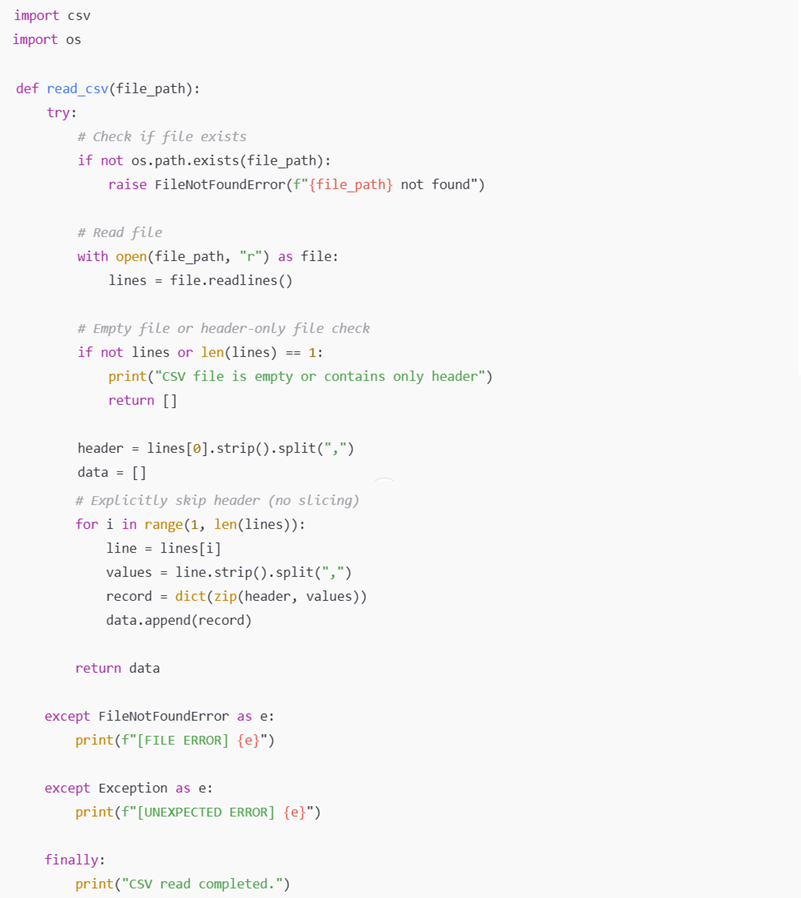 import csv
import os

def read_csv(file_path):
    try:
        # Check if file exists
        if not os.path.exists(file_path):
            raise FileNotFoundError(f"{file_path} not found")

        # Read file
        with open(file_path, "r") as file:
            lines = file.readlines()

        # Empty file or header-only file check
        if not lines or len(lines) == 1:
            print("CSV file is empty or contains only header")
            return []

        header = lines[0].strip().split(",")
        data = []
        # Explicitly skip header (no slicing)
        for i in range(1, len(lines)):
            line = lines[i]
            values = line.strip().split(",")
            record = dict(zip(header, values))
            data.append(record)

        return data

    except FileNotFoundError as e:
        print(f"[FILE ERROR] {e}")

    except Exception as e:
        print(f"[UNEXPECTED ERROR] {e}")

    finally:
        print("CSV read completed.")